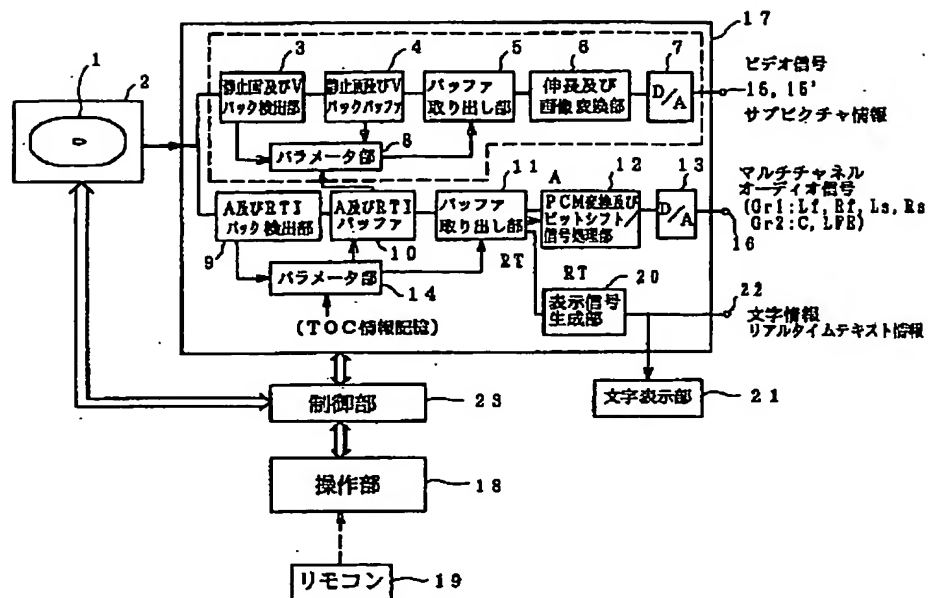 17
1
2
3
4
5
6
7
静止画及びV
パック検出部
静止画及びV
パックバッファ
バッファ
取り出し部
伸長及び
画像変換部
D/A
ビデオ信号
15, 15'
サブピクチャ情報
パラメータ部
8
11
A
12
13
A及びRTI
パック検出部
A及びRTI
バッファ
バッファ
取り出し部
PCM変換及び
ビットシフト/
信号処理部
D/A
マルチチャネル
オーディオ信号
(Gr1:Lf, Rf, Ls, Rs
Gr2:C, LFE)
16
9
10
パラメータ部
14
RT
RT
20
表示信号
生成部
22
文字情報
リアルタイムテキスト情報
(TOC情報記憶)
制御部
23
文字表示部
21
操作部
18
リモコン
19